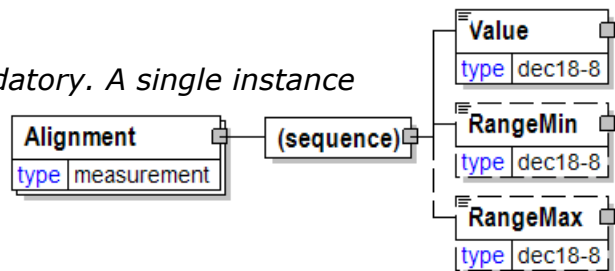 datory. A single instance
Alignment
type measurement
(sequence)
Value
type dec18-8
RangeMin
type dec18-8
RangeMax
type dec18-8